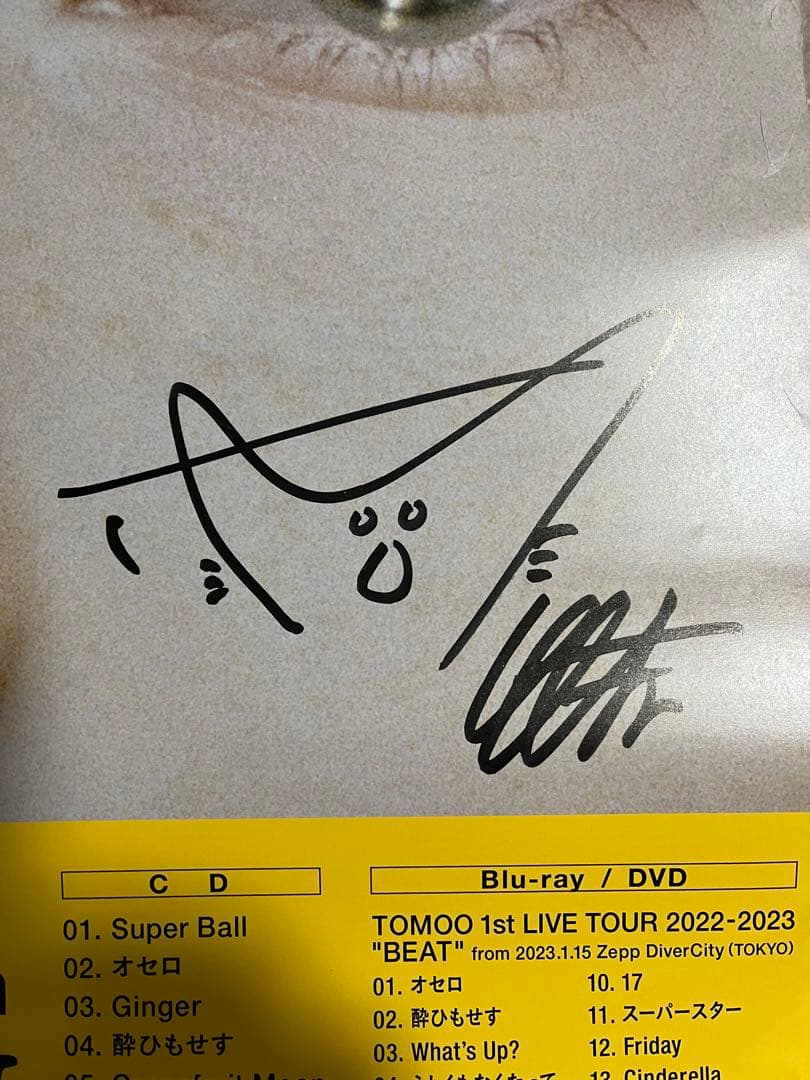 C D
01. Super Ball
02. オセロ
03. Ginger
04. 酔ひもせす
Blu-ray / DVD
TOMOO 1st LIVE TOUR 2022-2023
"BEAT" from 2023.1.15 Zepp DiverCity (TOKYO)
01. オセロ
02. 酔ひもせす
03. What's Up?
10. 17
11. スーパースター
12. Friday
13. Cinderella